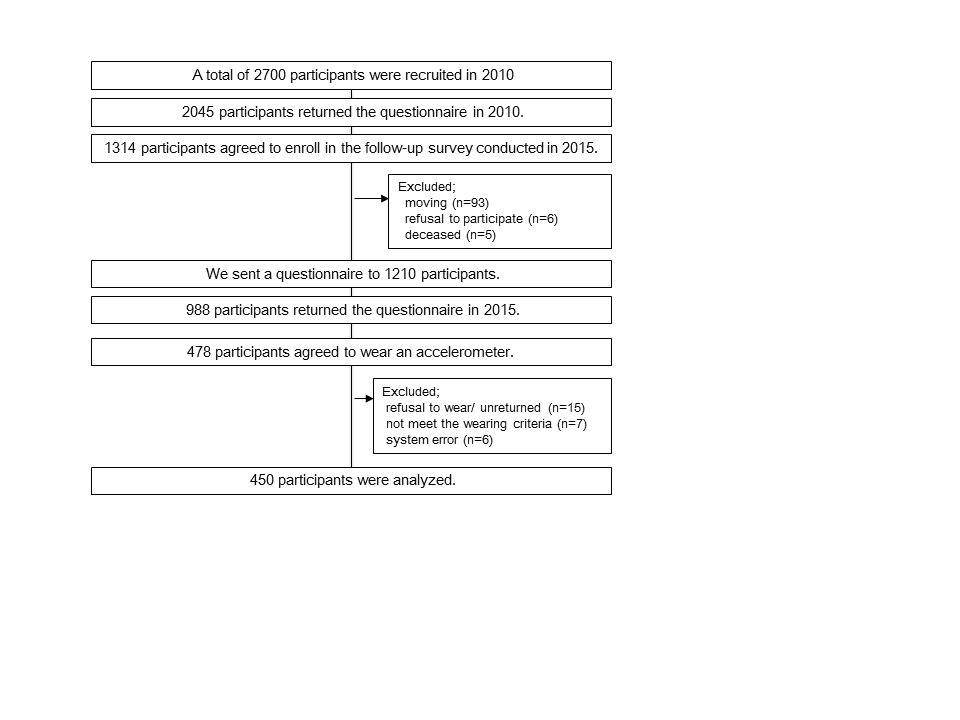 A total of 2700 participants were recruited in 2010
2045 participants returned the questionnaire in 2010.
1314 participants agreed to enroll in the follow-up survey conducted in 2015.
Excluded;
moving (n=93)
refusal to participate (n=6)
deceased (n=5)
We sent a questionnaire to 1210 participants.
988 participants returned the questionnaire in 2015.
478 participants agreed to wear an accelerometer.
Excluded;
refusal to wear/ unreturned (n=15)
not meet the wearing criteria (n=7)
system error (n=6)
450 participants were analyzed.